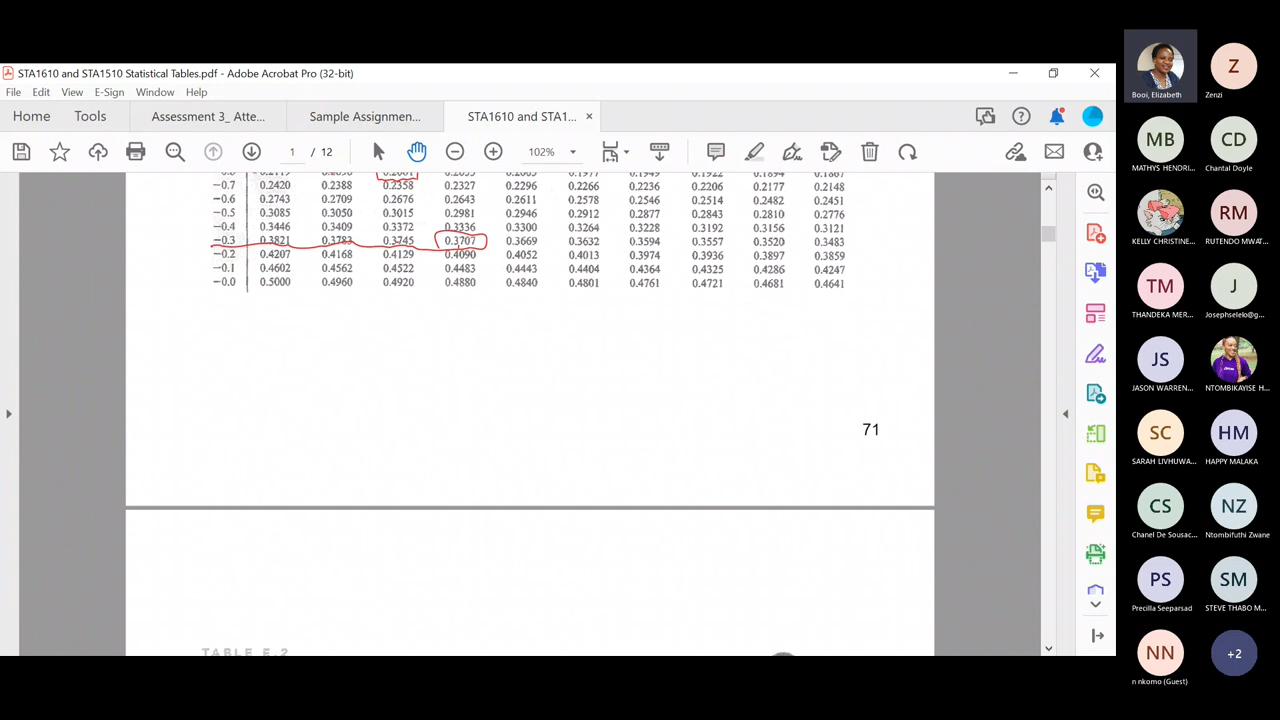 STA1610 and STA1510 Statistical Tables.pdf - Adobe Acrobat Pro (32-bit)
File Edit View Window Help
Home Tools Assessment 3_ Atte... Sample Assignmen... STA1610 and STA1... ×
1 / 12 102%
−0.7 0.2420 0.2388 0.2358 0.2327 0.2296 0.2266 0.2236 0.2206 0.2177 0.2148
−0.6 0.2743 0.2709 0.2676 0.2643 0.2611 0.2578 0.2546 0.2514 0.2482 0.2451
−0.5 0.3085 0.3050 0.3015 0.2981 0.2946 0.2912 0.2877 0.2843 0.2810 0.2776
−0.4 0.3446 0.3409 0.3372 0.3336 0.3300 0.3264 0.3228 0.3192 0.3156 0.3121
−0.3 0.3821 0.3783 0.3745 0.3707 0.3669 0.3632 0.3594 0.3557 0.3520 0.3483
−0.2 0.4207 0.4168 0.4129 0.4090 0.4052 0.4013 0.3974 0.3936 0.3897 0.3859
−0.1 0.4602 0.4562 0.4522 0.4483 0.4443 0.4404 0.4364 0.4325 0.4286 0.4247
−0.0 0.5000 0.4960 0.4920 0.4880 0.4840 0.4801 0.4761 0.4721 0.4681 0.4641
71
TABLE E.2
Booi, Elizabeth
Z
Zenzi
MB
MATHYS HENDRI...
CD
Chantal Doyle
KELLY CHRISTINE...
RM
RUTENDO MWAT...
TM
THANDEKA MER...
J
Josephselelo@g...
JS
JASON WARREN...
NTOMBIKAYISE H...
SC
SARAH LIVHUWA...
HM
HAPPY MALAKA
CS
Chanel De Sousac...
NZ
Ntombifuthi Zwane
PS
Precilla Seeparsad
SM
STEVE THABO M...
NN
n nkomo (Guest)
+2